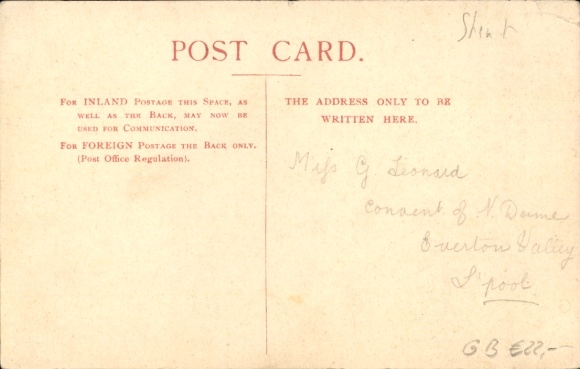 POST CARD.
FOR INLAND POSTAGE THIS SPACE, AS
WELL AS THE BACK, MAY NOW BE
USED FOR COMMUNICATION.
FOR FOREIGN POSTAGE THE BACK ONLY.
(Post Office Regulation).
THE ADDRESS ONLY TO BE
WRITTEN HERE.
Miss G. Leonard
Convent of N. Dame
Everton Valley
L'pool
GB €22,-